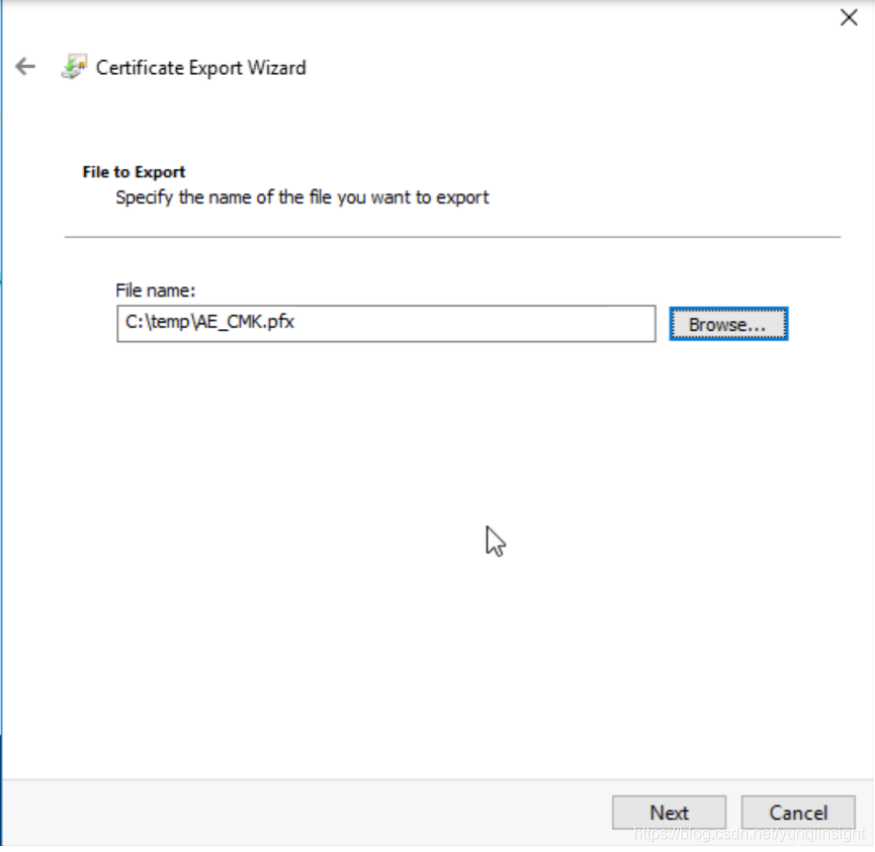 Certificate Export Wizard
File to Export
Specify the name of the file you want to export
File name:
C:\temp\AE_CMK.pfx
Browse...
Next
Cancel
https://blog.csdn.net/yunqiinsight